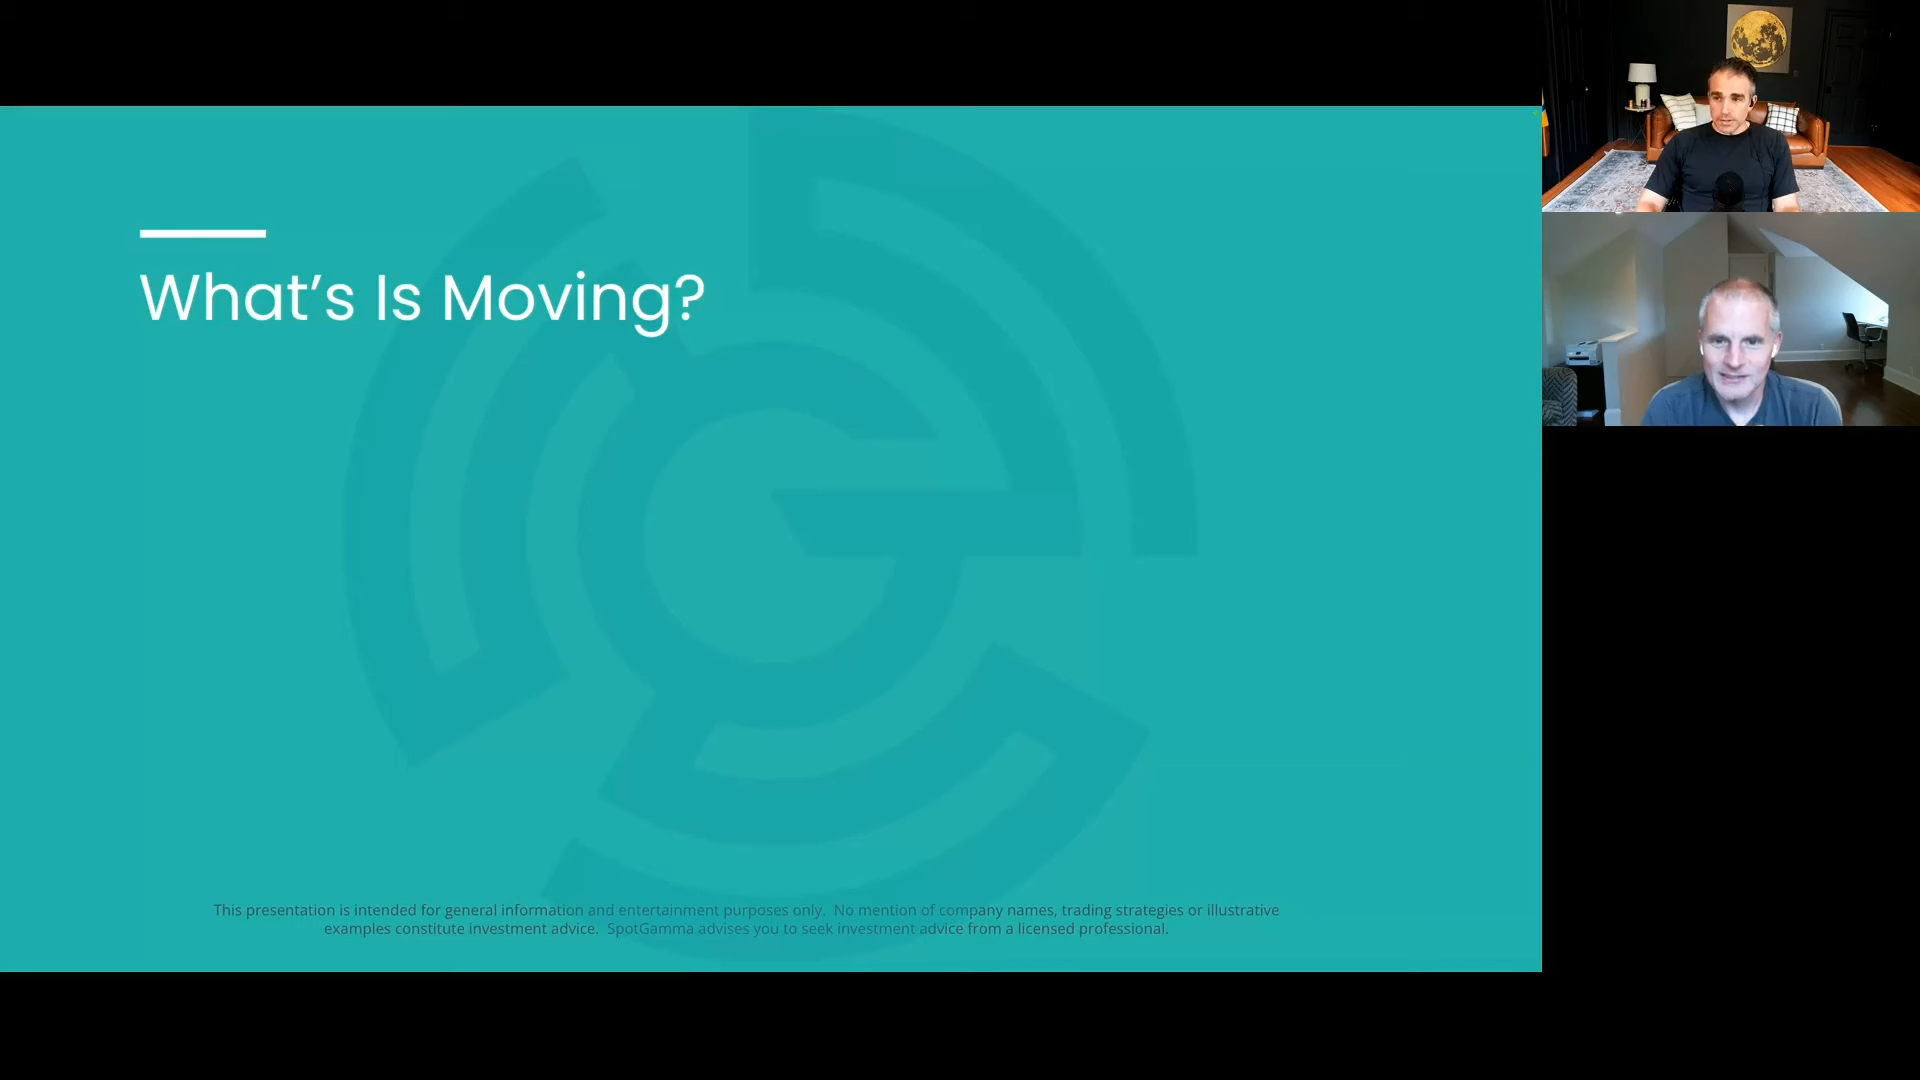 What’s Is Moving?
This presentation is intended for general information and entertainment purposes only.  No mention of company names, trading strategies or illustrative
examples constitute investment advice.  SpotGamma advises you to seek investment advice from a licensed professional.